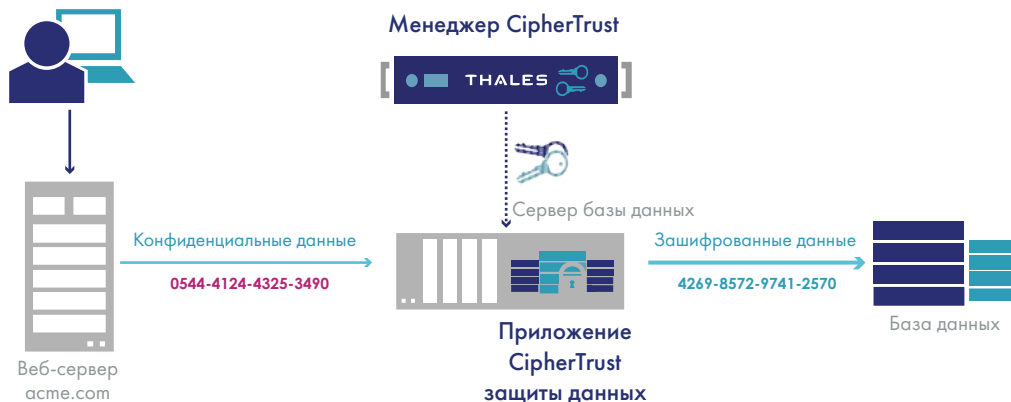 Менеджер CipherTrust
THALES
Сервер базы данных
Конфиденциальные данные
0544-4124-4325-3490
Зашифрованные данные
4269-8572-9741-2570
База данных
Приложение
CipherTrust
защиты данных
Веб-сервер
acme.com